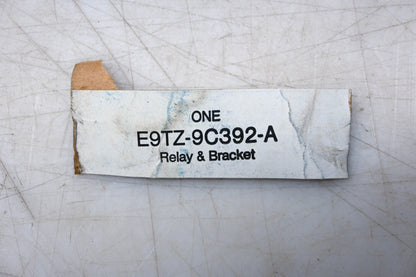 ONE
E9TZ-9C392-A
Relay & Bracket